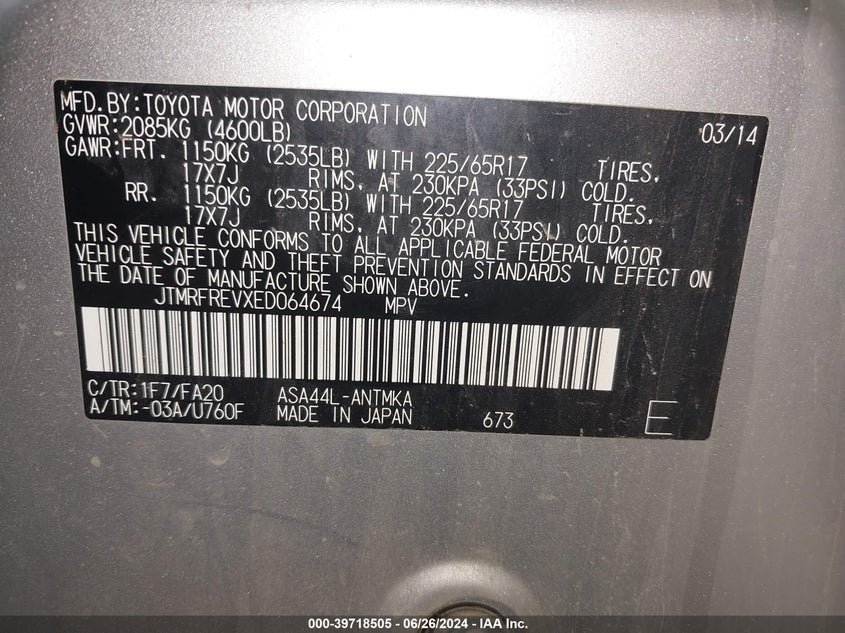 MFD.BY:TOYOTA MOTOR CORPORATION 03/14
GVWR:2085KG (4600LB)
GAWR:FRT. 1150KG (2535LB) WITH 225/65R17 TIRES,
17X7J RIMS, AT 230KPA (33PSI) COLD.
RR. 1150KG (2535LB) WITH 225/65R17 TIRES,
17X7J RIMS, AT 230KPA (33PSI) COLD.
THIS VEHICLE CONFORMS TO ALL APPLICABLE FEDERAL MOTOR
VEHICLE SAFETY AND THEFT PREVENTION STANDARDS IN EFFECT ON
THE DATE OF MANUFACTURE SHOWN ABOVE.
JTMRFREVXED064674 MPV
C/TR:1F7/FA20 ASA44L-ANTMKA
A/TM:-03A/U760F MADE IN JAPAN 673 E
000-39718505 - 06/26/2024 - IAA Inc.